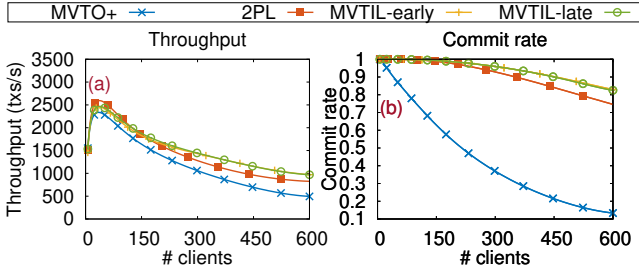 MVTO+ 2PL MVTIL-early MVTIL-late
Throughput
Throughput (txs/s)
3500
3000
2500
2000
1500
1000
500
0
(a)
0 150 300 450 600
# clients
Commit rate
Commit rate
1
0.9
0.8
0.7
0.6
0.5
0.4
0.3
0.2
0.1
(b)
0 150 300 450 600
# clients